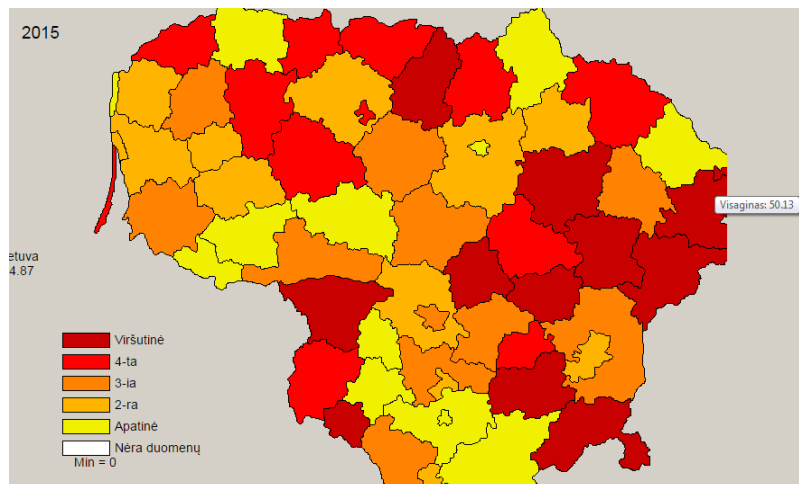 2015
Visaginas: 50.13
etuva
4.87
Viršutinė
4-ta
3-ia
2-ra
Apatinė
Nėra duomenų
Min = 0